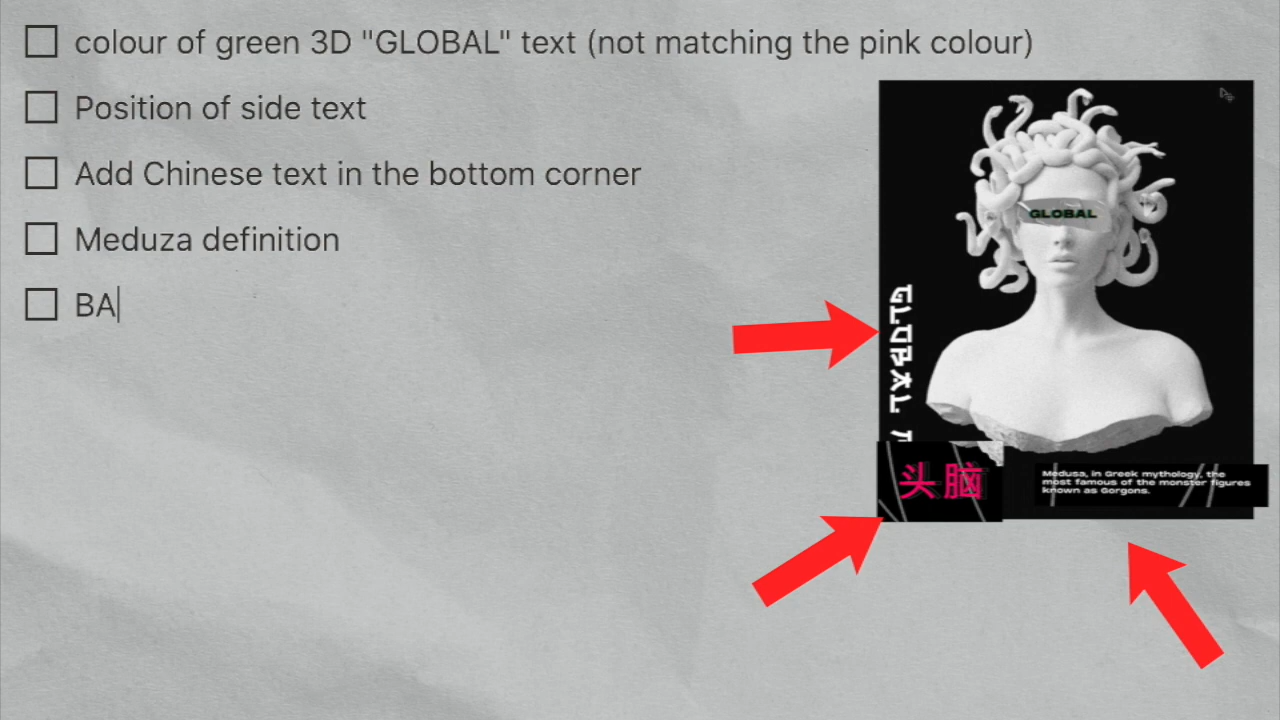 colour of green 3D "GLOBAL" text (not matching the pink colour)
Position of side text
Add Chinese text in the bottom corner
Meduza definition
BA
GLOBAL
GLOBAL
头脑
Medusa, in Greek mythology, the
most famous of the monster figures
known as Gorgons.